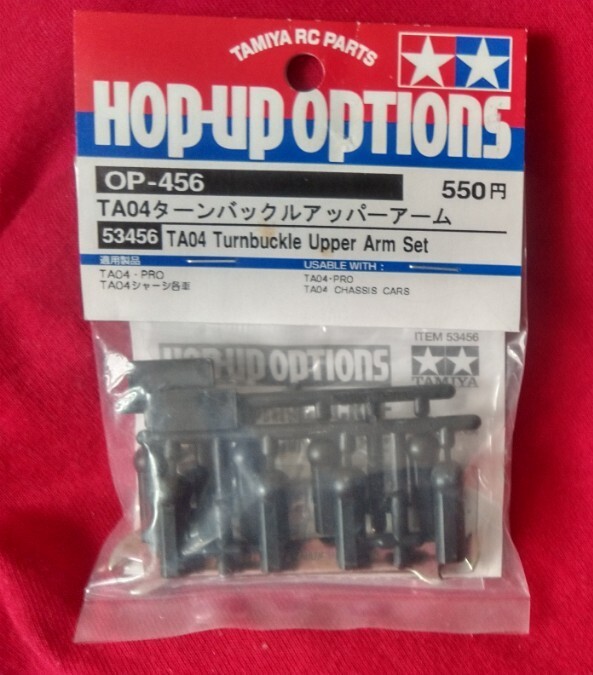 TAMIYA RC PARTS
HOP-UP OPTIONS
OP-456
550円
TA04ターンバックルアッパーアーム
53456 TA04 Turnbuckle Upper Arm Set
適用製品
TA04・PRO
TA04シャーシ各車
USABLE WITH :
TA04-PRO
TA04 CHASSIS CARS
ITEM 53456
HOP-UP OPTIONS
TAMIYA